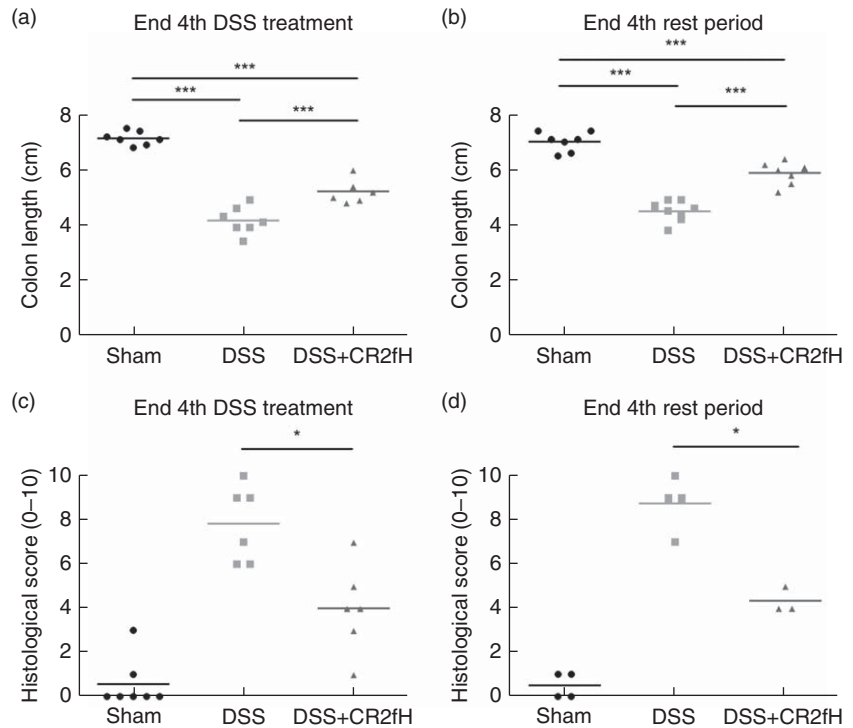 (a)
End 4th DSS treatment
***
***
***
8
6
4
2
0
Colon length (cm)
Sham
DSS
DSS+CR2fH
(b)
End 4th rest period
***
***
***
8
6
4
2
0
Colon length (cm)
Sham
DSS
DSS+CR2fH
(c)
End 4th DSS treatment
*
10
8
6
4
2
0
Histological score (0–10)
Sham
DSS
DSS+CR2fH
(d)
End 4th rest period
*
10
8
6
4
2
0
Histological score (0–10)
Sham
DSS
DSS+CR2fH